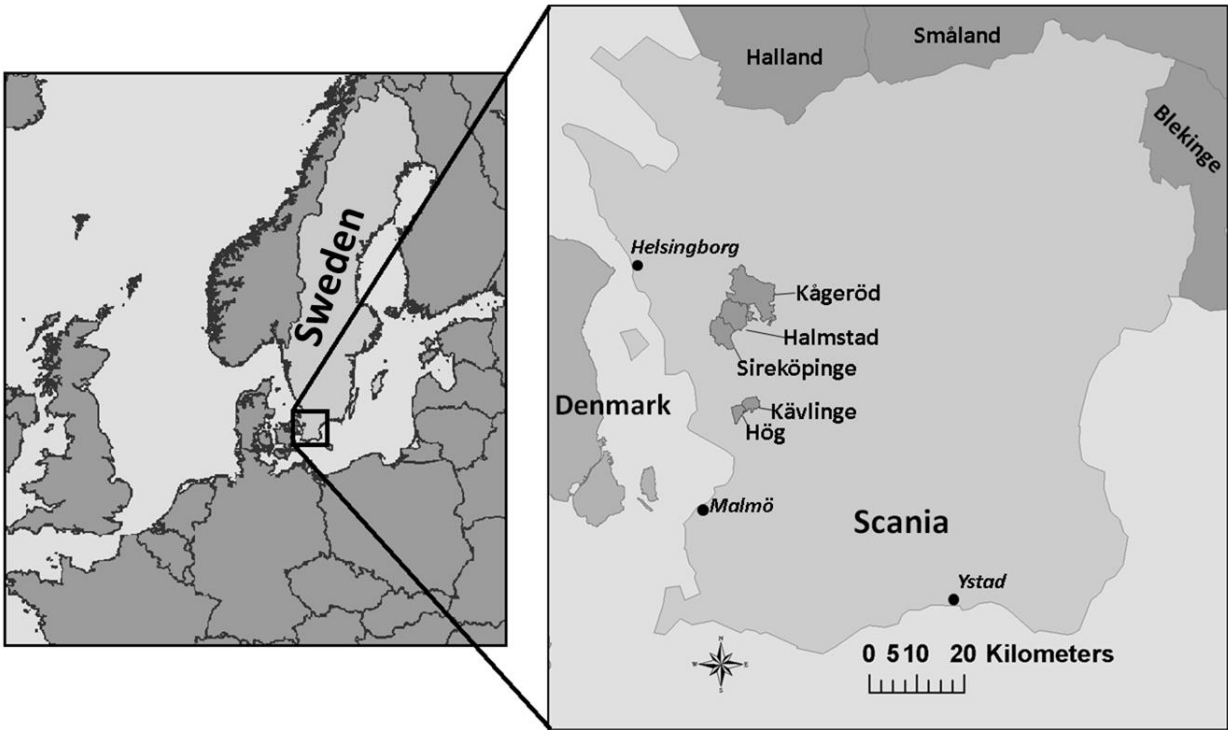 Sweden
Halland
Småland
Blekinge
Helsingborg
Kågeröd
Halmstad
Sireköpinge
Denmark
Kävlinge
Hög
Malmö
Scania
Ystad
N
W E
S
0 5 10 20 Kilometers